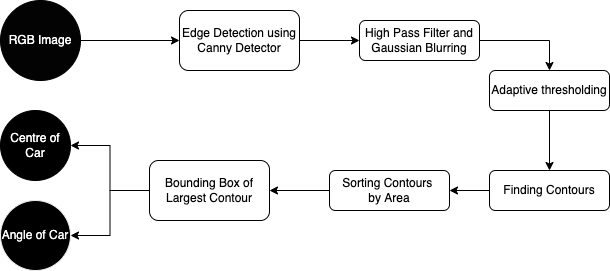 RGB Image
Edge Detection using
Canny Detector
High Pass Filter and
Gaussian Blurring
Adaptive thresholding
Finding Contours
Sorting Contours
by Area
Bounding Box of
Largest Contour
Centre of
Car
Angle of Car